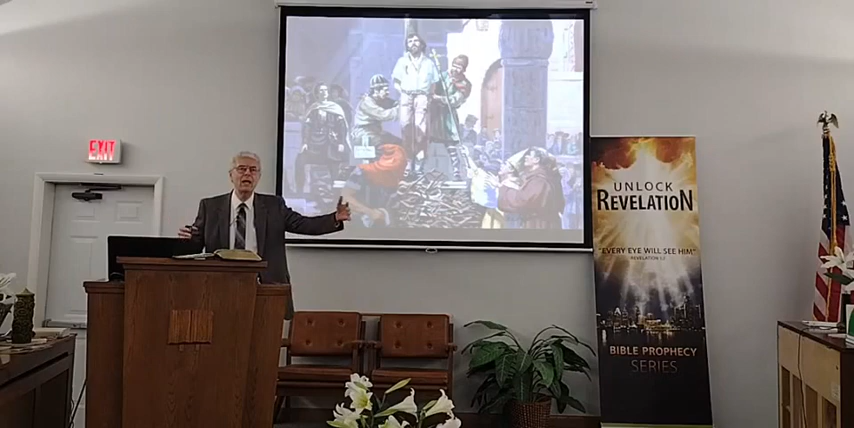 EXIT
UNLOCK
REVELATION
"EVERY EYE WILL SEE HIM"
REVELATION 1:7
BIBLE PROPHECY
SERIES